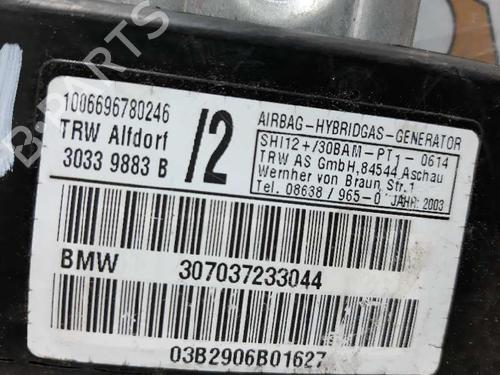 1006696780246
TRW Alfdorf
3033 9883 B
/2
AIRBAG-HYBRIDGAS-GENERATOR
SHI12+/30BAM-PT1-0614
TRW AS GmbH,84544 Aschau
Wernher von Braun Str.1
Tel. 08638/965-0 JAHR: 2003
BMW 307037233044
03B2906B01627
B-PARTS